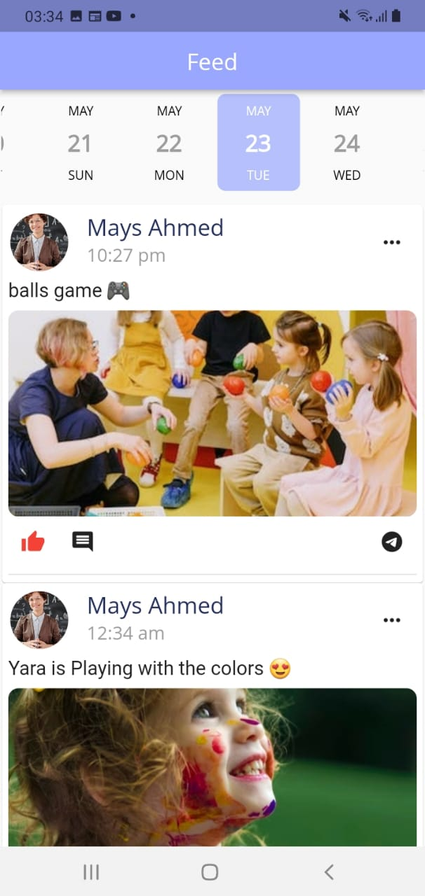 03:34
Feed
MAY MAY MAY MAY
21 22 23 24
SUN MON TUE WED
Mays Ahmed
10:27 pm
balls game 🎮
Mays Ahmed
12:34 am
Yara is Playing with the colors 😍